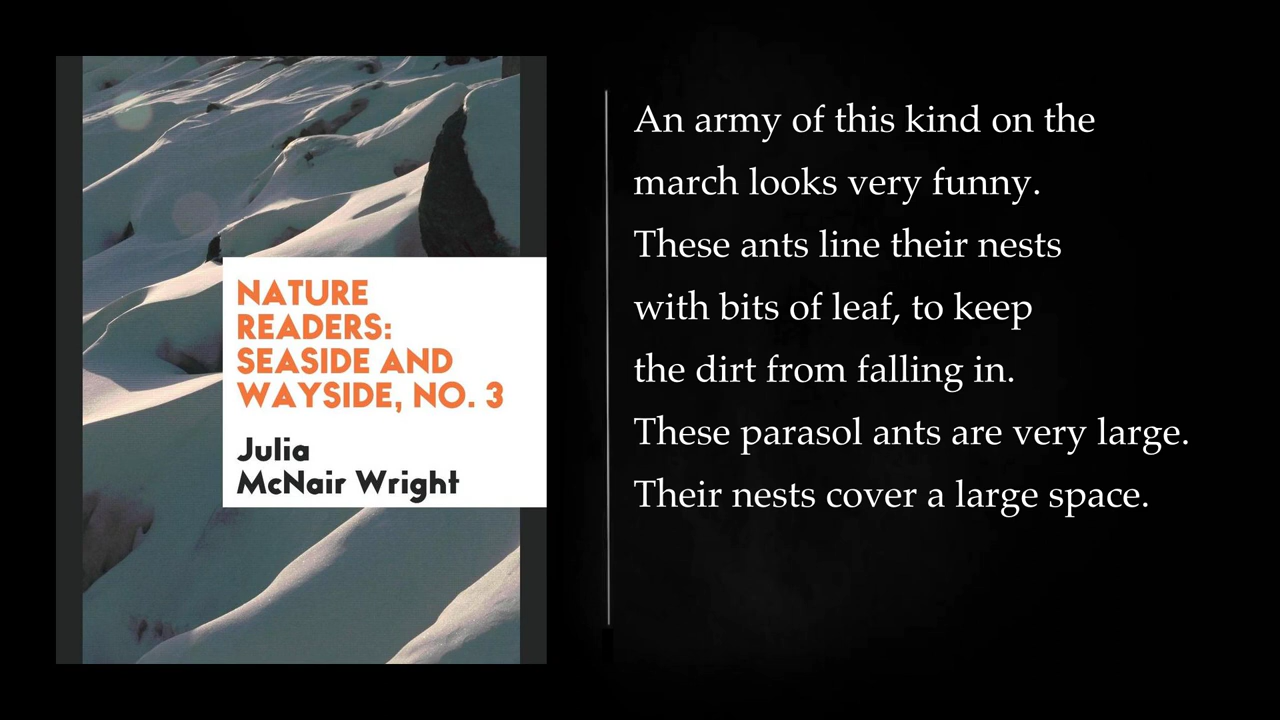 NATURE
READERS:
SEASIDE AND
WAYSIDE, NO. 3
Julia
McNair Wright
An army of this kind on the
march looks very funny.
These ants line their nests
with bits of leaf, to keep
the dirt from falling in.
These parasol ants are very large.
Their nests cover a large space.